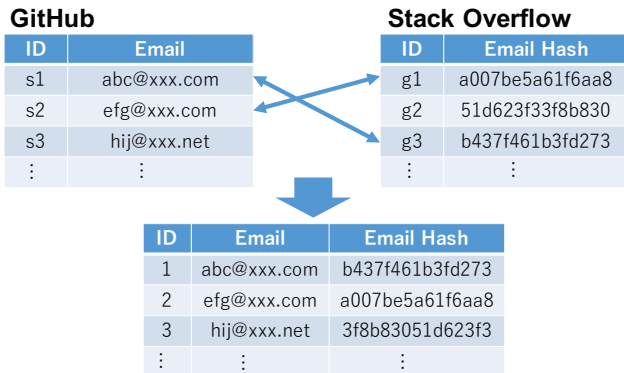 GitHub
ID Email
s1 abc@xxx.com
s2 efg@xxx.com
s3 hij@xxx.net
⋮ ⋮
Stack Overflow
ID Email Hash
g1 a007be5a61f6aa8
g2 51d623f33f8b830
g3 b437f461b3fd273
⋮ ⋮
ID Email Email Hash
1 abc@xxx.com b437f461b3fd273
2 efg@xxx.com a007be5a61f6aa8
3 hij@xxx.net 3f8b83051d623f3
⋮ ⋮ ⋮